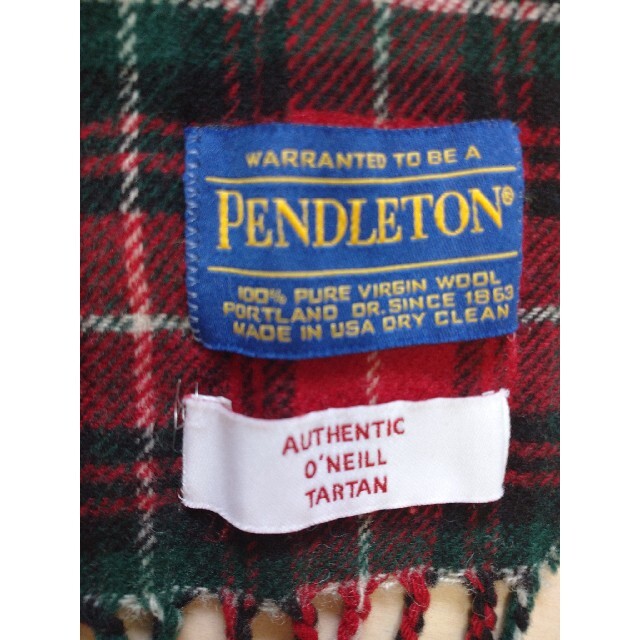 WARRANTED TO BE A
PENDLETON®
100% PURE VIRGIN WOOL
PORTLAND OR. SINCE 1863
MADE IN USA DRY CLEAN
AUTHENTIC
O'NEILL
TARTAN